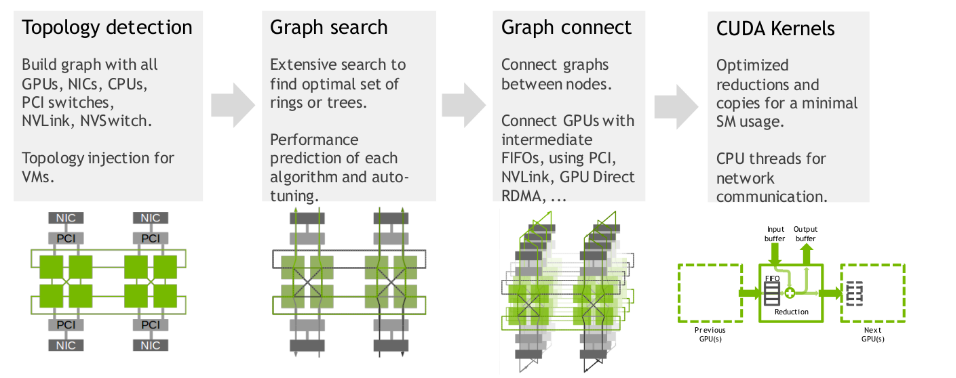 Topology detection
Build graph with all
GPUs, NICs, CPUs,
PCI switches,
NVLink, NVSwitch.
Topology injection for
VMs.
Graph search
Extensive search to
find optimal set of
rings or trees.
Performance
prediction of each
algorithm and auto-
tuning.
Graph connect
Connect graphs
between nodes.
Connect GPUs with
intermediate
FIFOs, using PCI,
NVLink, GPU Direct
RDMA, ...
CUDA Kernels
Optimized
reductions and
copies for a minimal
SM usage.
CPU threads for
network
communication.
NIC
NIC
PCI
PCI
PCI
PCI
NIC
NIC
Input
buffer
Output
buffer
FIFO
Reduction
Previous
GPU(s)
Next
GPU(s)